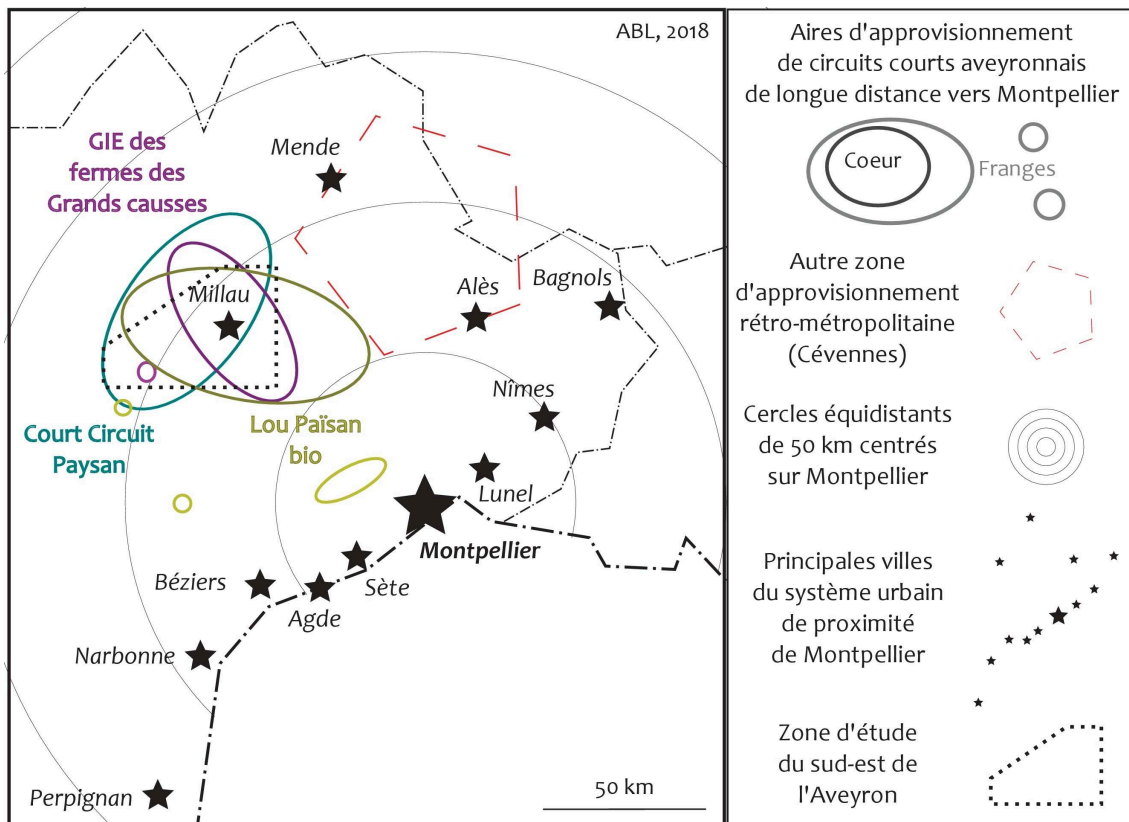 ABL, 2018
Mende
GIE des
fermes des
Grands causses
Millau
Alès
Bagnols
Nîmes
Court Circuit
Paysan
Lou Païsan
bio
Lunel
Montpellier
Sète
Béziers
Agde
Narbonne
Perpignan
50 km
Aires d'approvisionnement
de circuits courts aveyronnais
de longue distance vers Montpellier
Coeur
Franges
Autre zone
d'approvisionnement
rétro-métropolitaine
(Cévennes)
Cercles équidistants
de 50 km centrés
sur Montpellier
Principales villes
du système urbain
de proximité
de Montpellier
Zone d'étude
du sud-est de
l'Aveyron